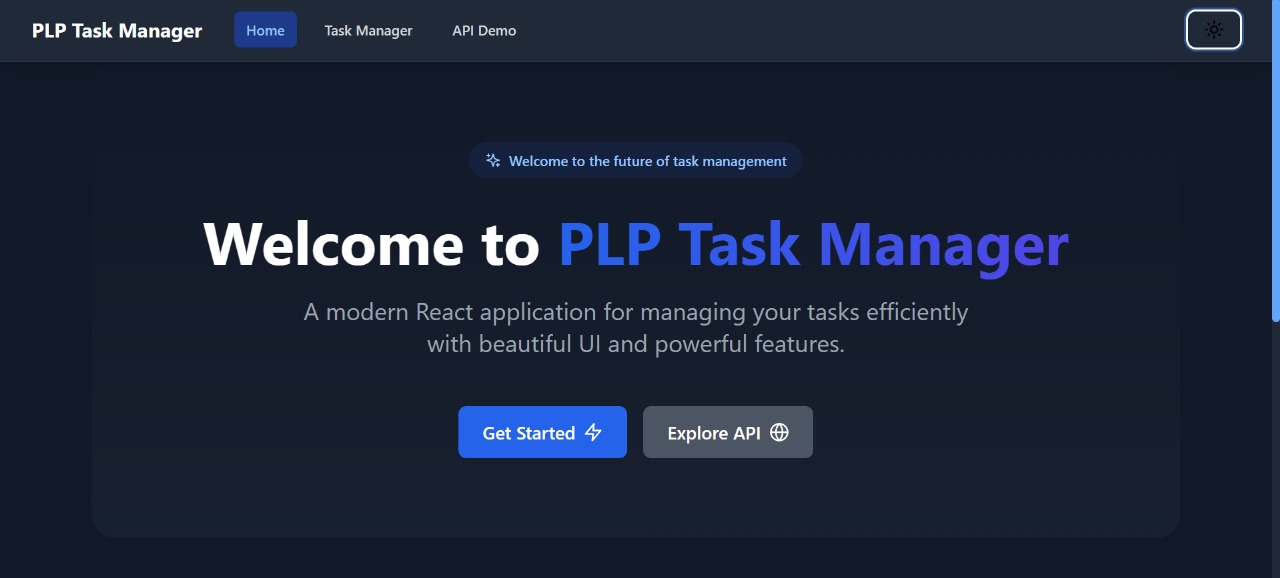 PLP Task Manager
Home
Task Manager
API Demo
Welcome to the future of task management
Welcome to PLP Task Manager
A modern React application for managing your tasks efficiently
with beautiful UI and powerful features.
Get Started
Explore API